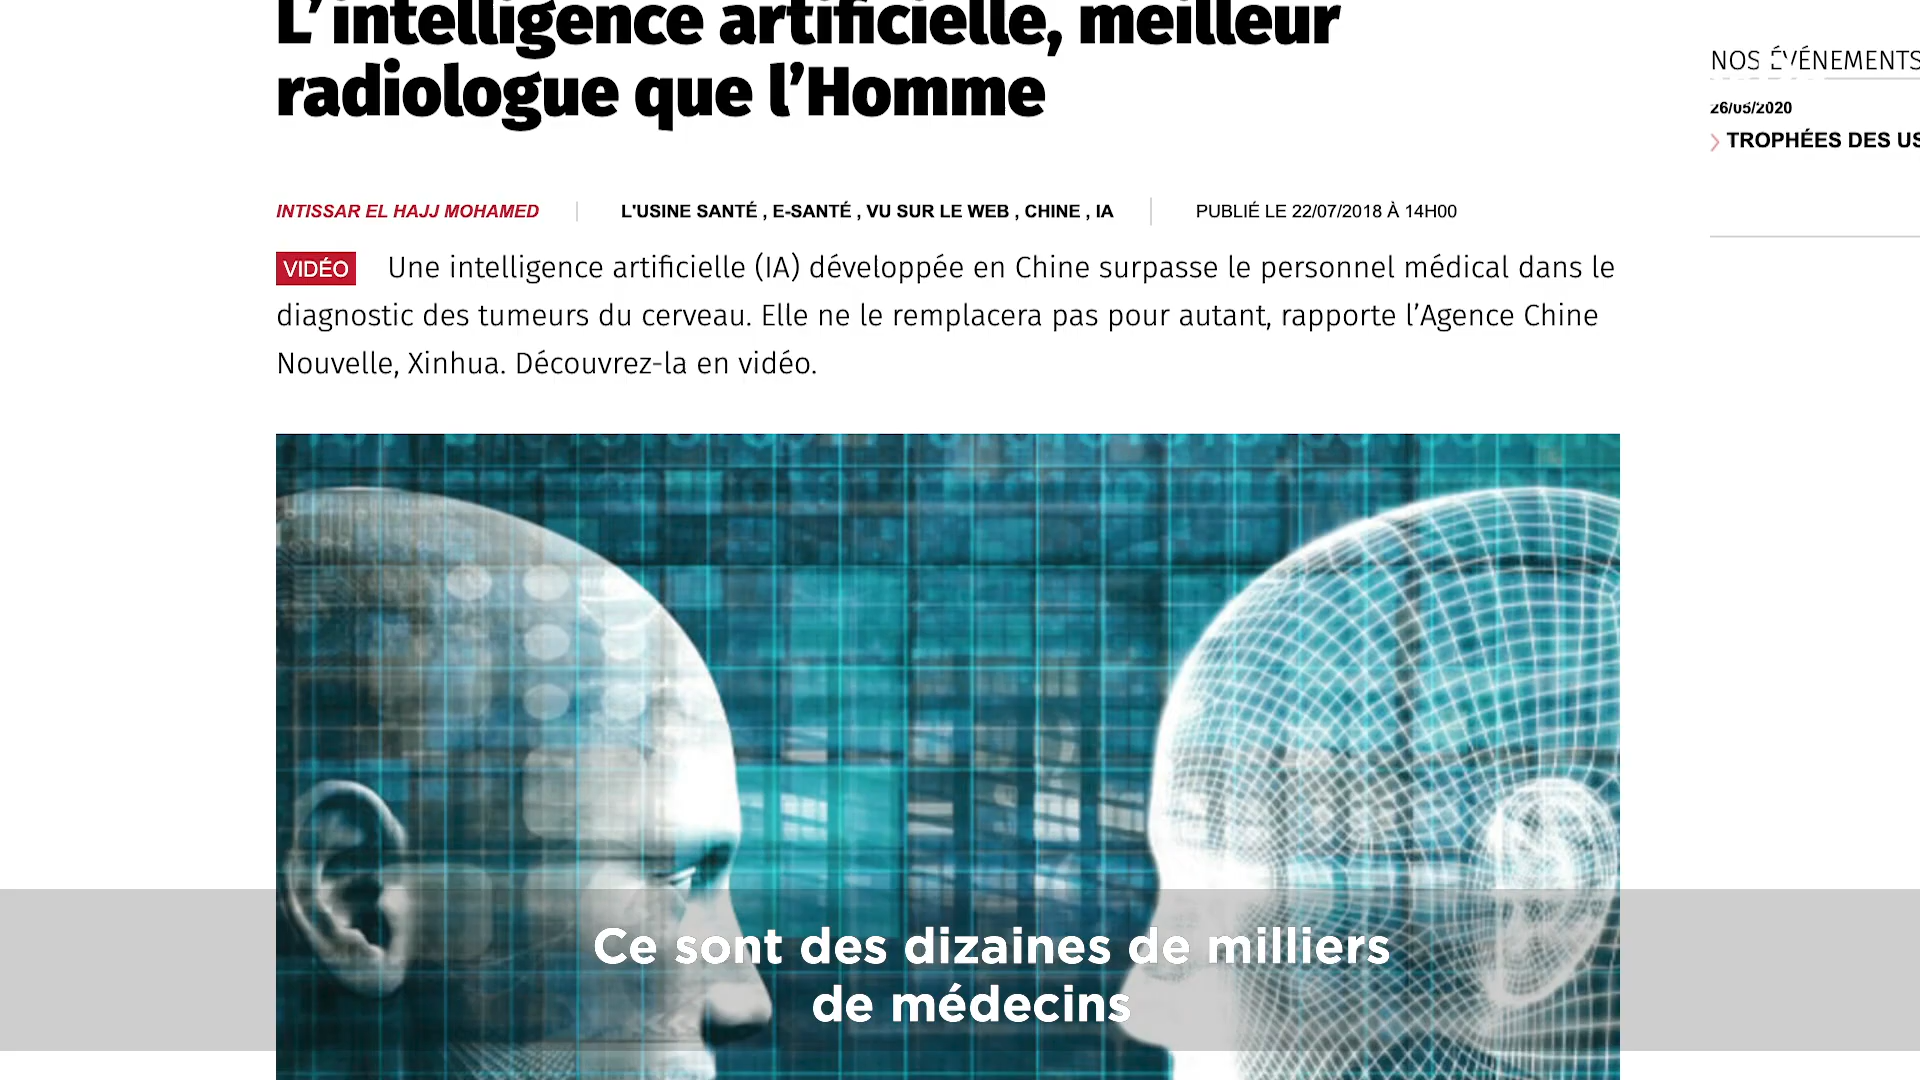 L’intelligence artificielle, meilleur
radiologue que l’Homme
INTISSAR EL HAJJ MOHAMED
L'USINE SANTÉ , E-SANTÉ , VU SUR LE WEB , CHINE , IA
PUBLIÉ LE 22/07/2018 À 14H00
VIDÉO Une intelligence artificielle (IA) développée en Chine surpasse le personnel médical dans le
diagnostic des tumeurs du cerveau. Elle ne le remplacera pas pour autant, rapporte l’Agence Chine
Nouvelle, Xinhua. Découvrez-la en vidéo.
NOS ÉVÉNEMENTS
26/05/2020
TROPHÉES DES US
Ce sont des dizaines de milliers
de médecins